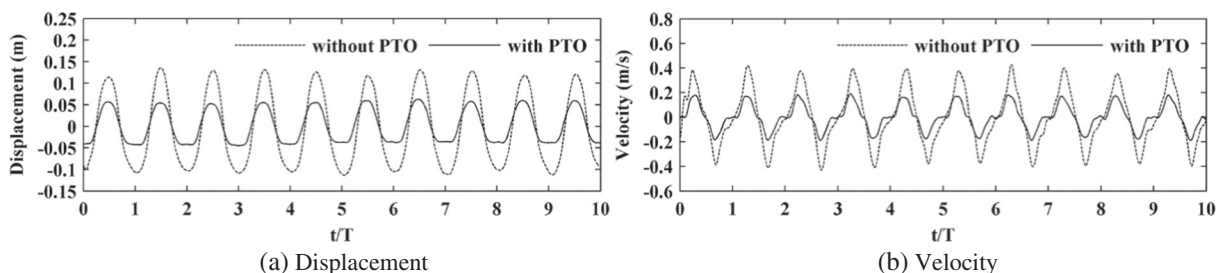 0.25
0.2
0.15
0.1
0.05
0
-0.05
-0.1
-0.15
Displacement (m)
without PTO
with PTO
0 1 2 3 4 5 6 7 8 9 10
t/T
(a) Displacement
0.8
0.6
0.4
0.2
0
-0.2
-0.4
-0.6
Velocity (m/s)
without PTO
with PTO
0 1 2 3 4 5 6 7 8 9 10
t/T
(b) Velocity